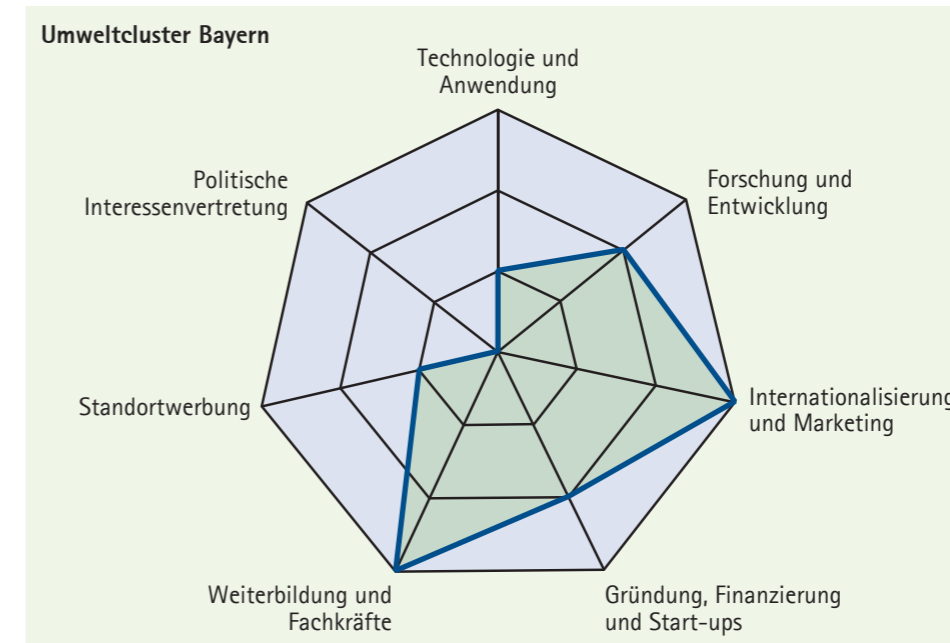 Umweltcluster Bayern
Technologie und
Anwendung
Politische
Interessenvertretung
Forschung und
Entwicklung
Standortwerbung
Internationalisierung
und Marketing
Weiterbildung und
Fachkräfte
Gründung, Finanzierung
und Start-ups